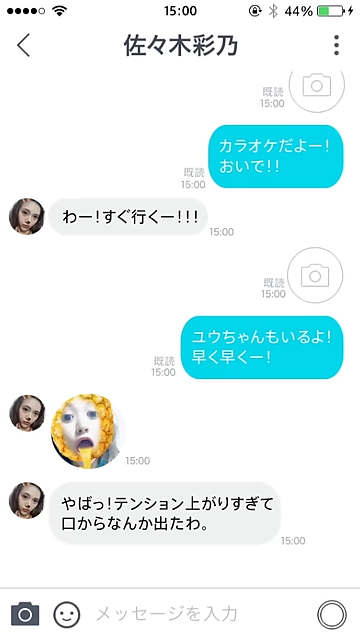 15:00
44%
佐々木彩乃
既読
15:00
カラオケだよー！
おいで！！
既読
15:00
わー！すぐ行くー！！！
15:00
既読
15:00
ユウちゃんもいるよ！
早く早くー！
既読
15:00
15:00
やばっ！テンション上がりすぎて
口からなんか出たわ。
15:00
メッセージを入力